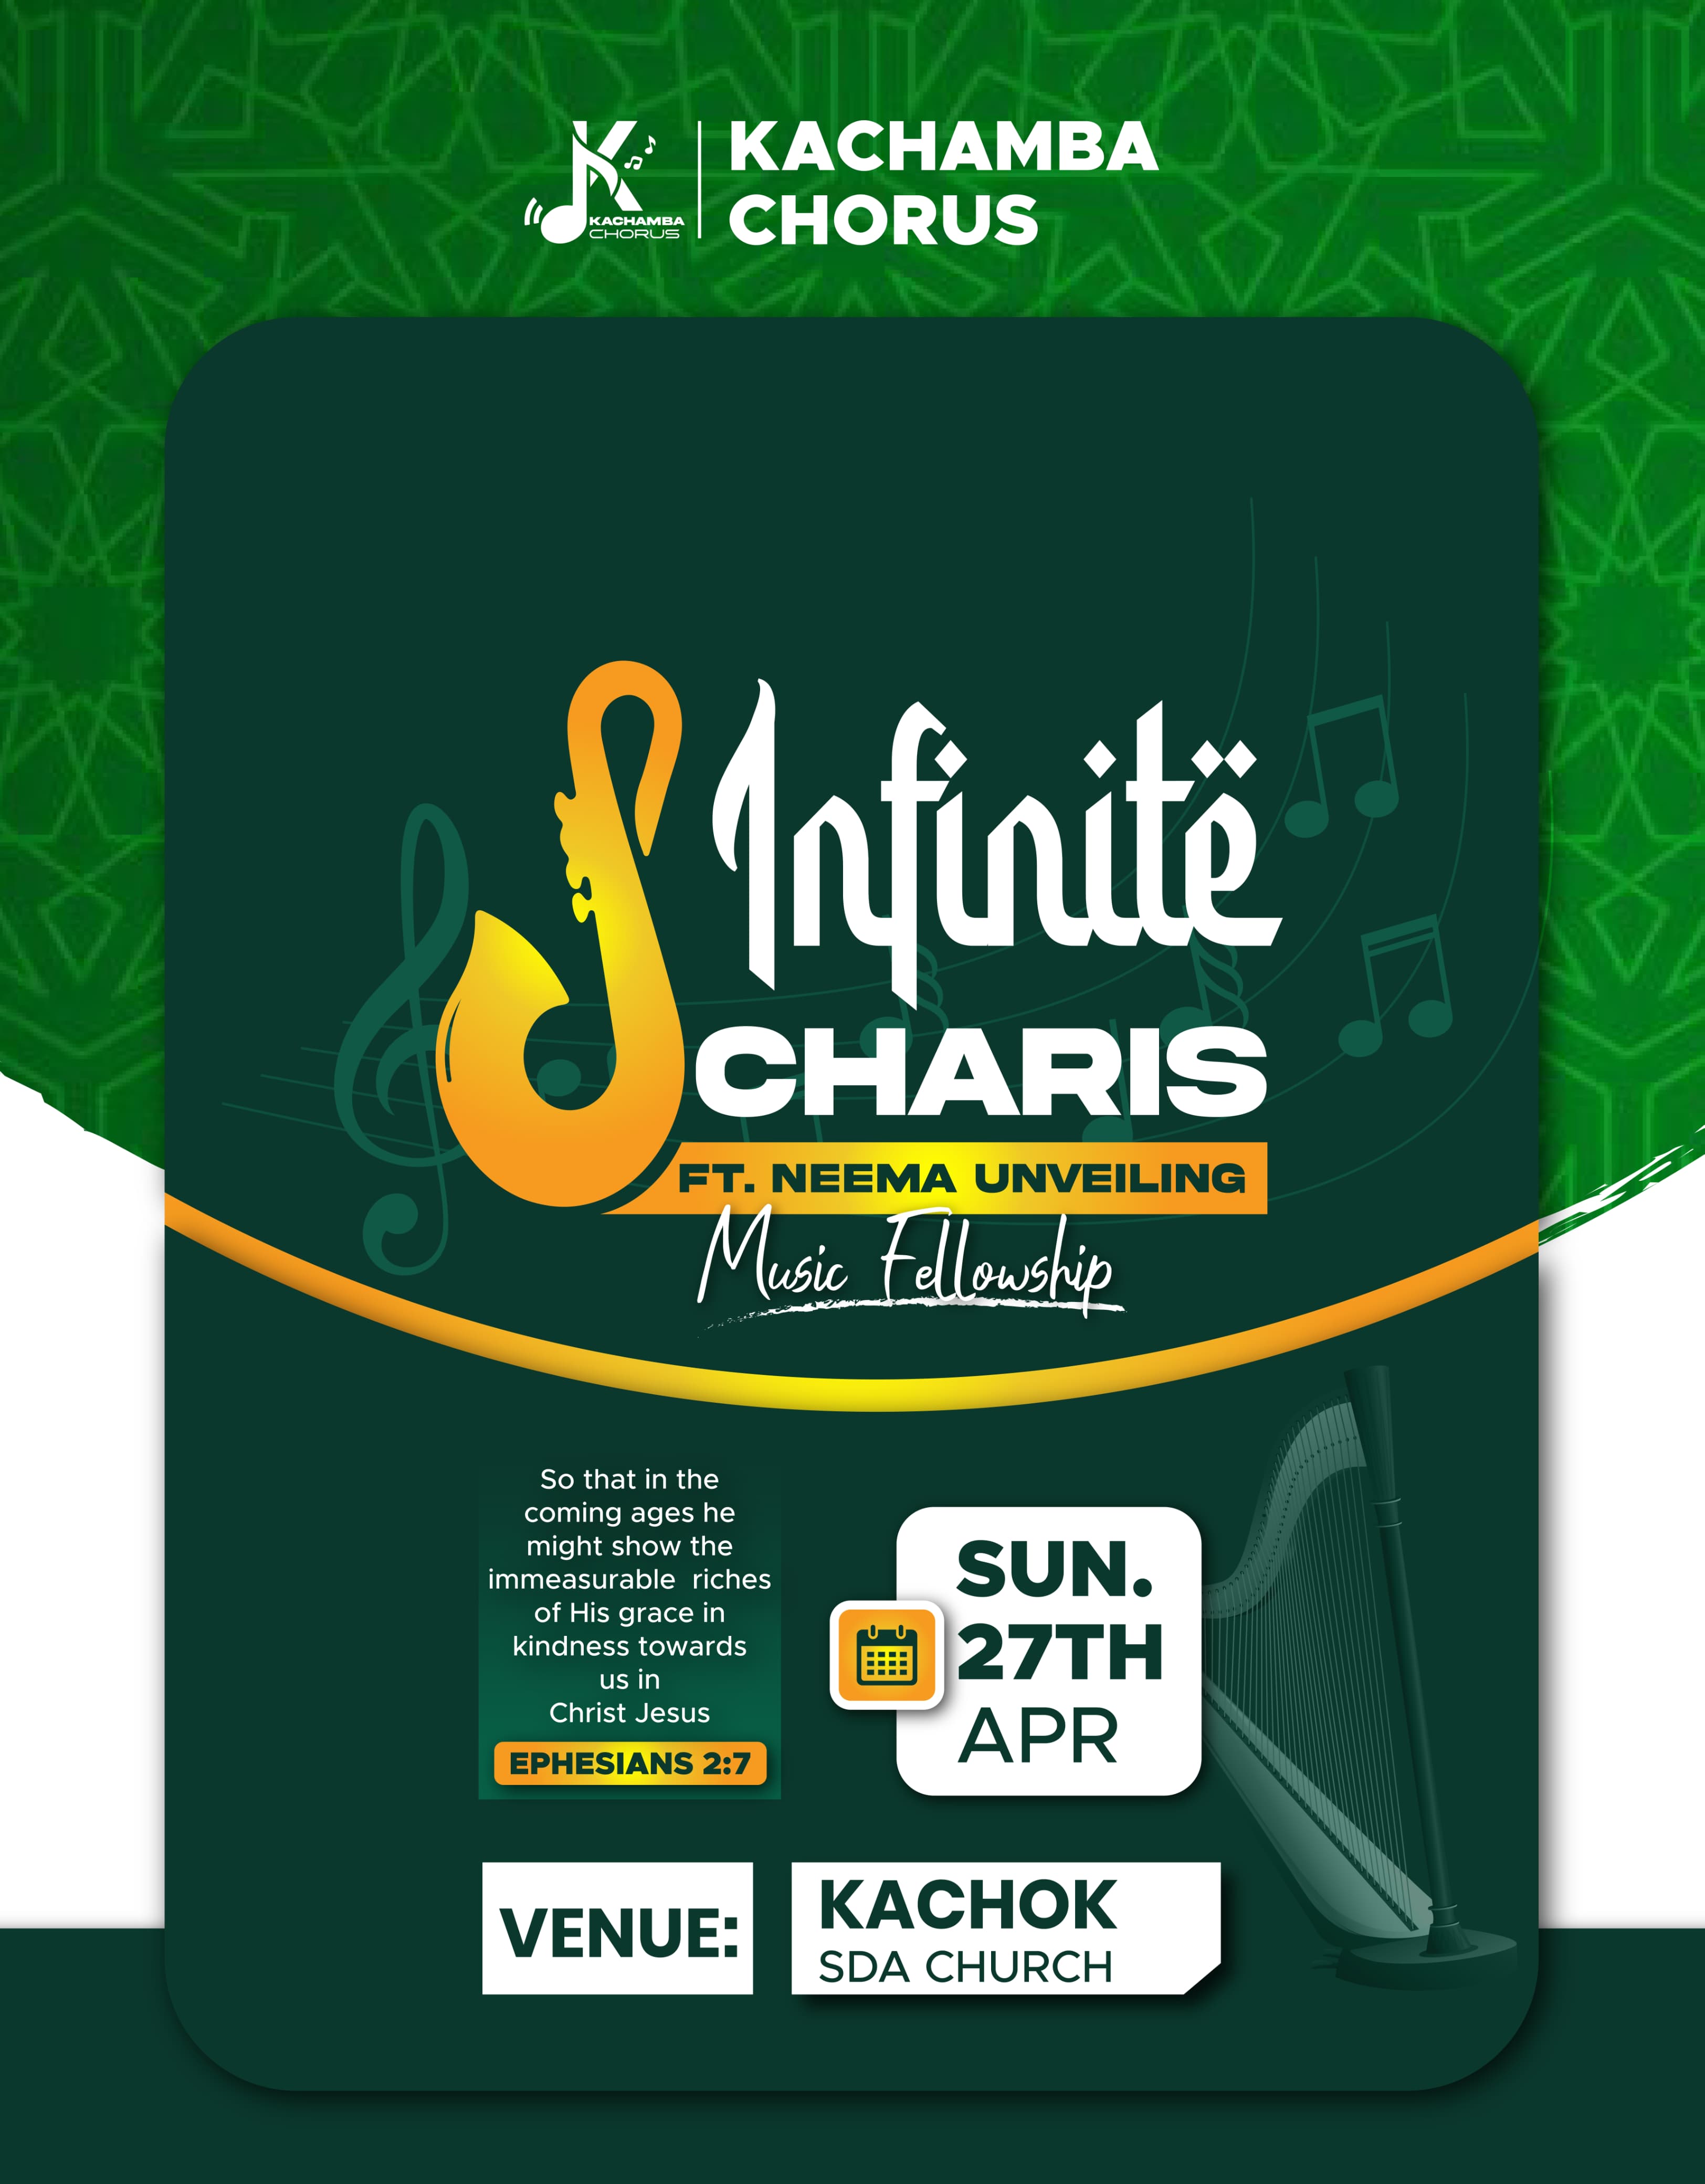 KACHAMBA
CHORUS
KACHAMBA
CHORUS
Infinitë
CHARIS
FT. NEEMA UNVEILING
Music Fellowship
So that in the
coming ages he
might show the
immeasurable riches
of His grace in
kindness towards
us in
Christ Jesus
EPHESIANS 2:7
SUN.
27TH
APR
VENUE:
KACHOK
SDA CHURCH